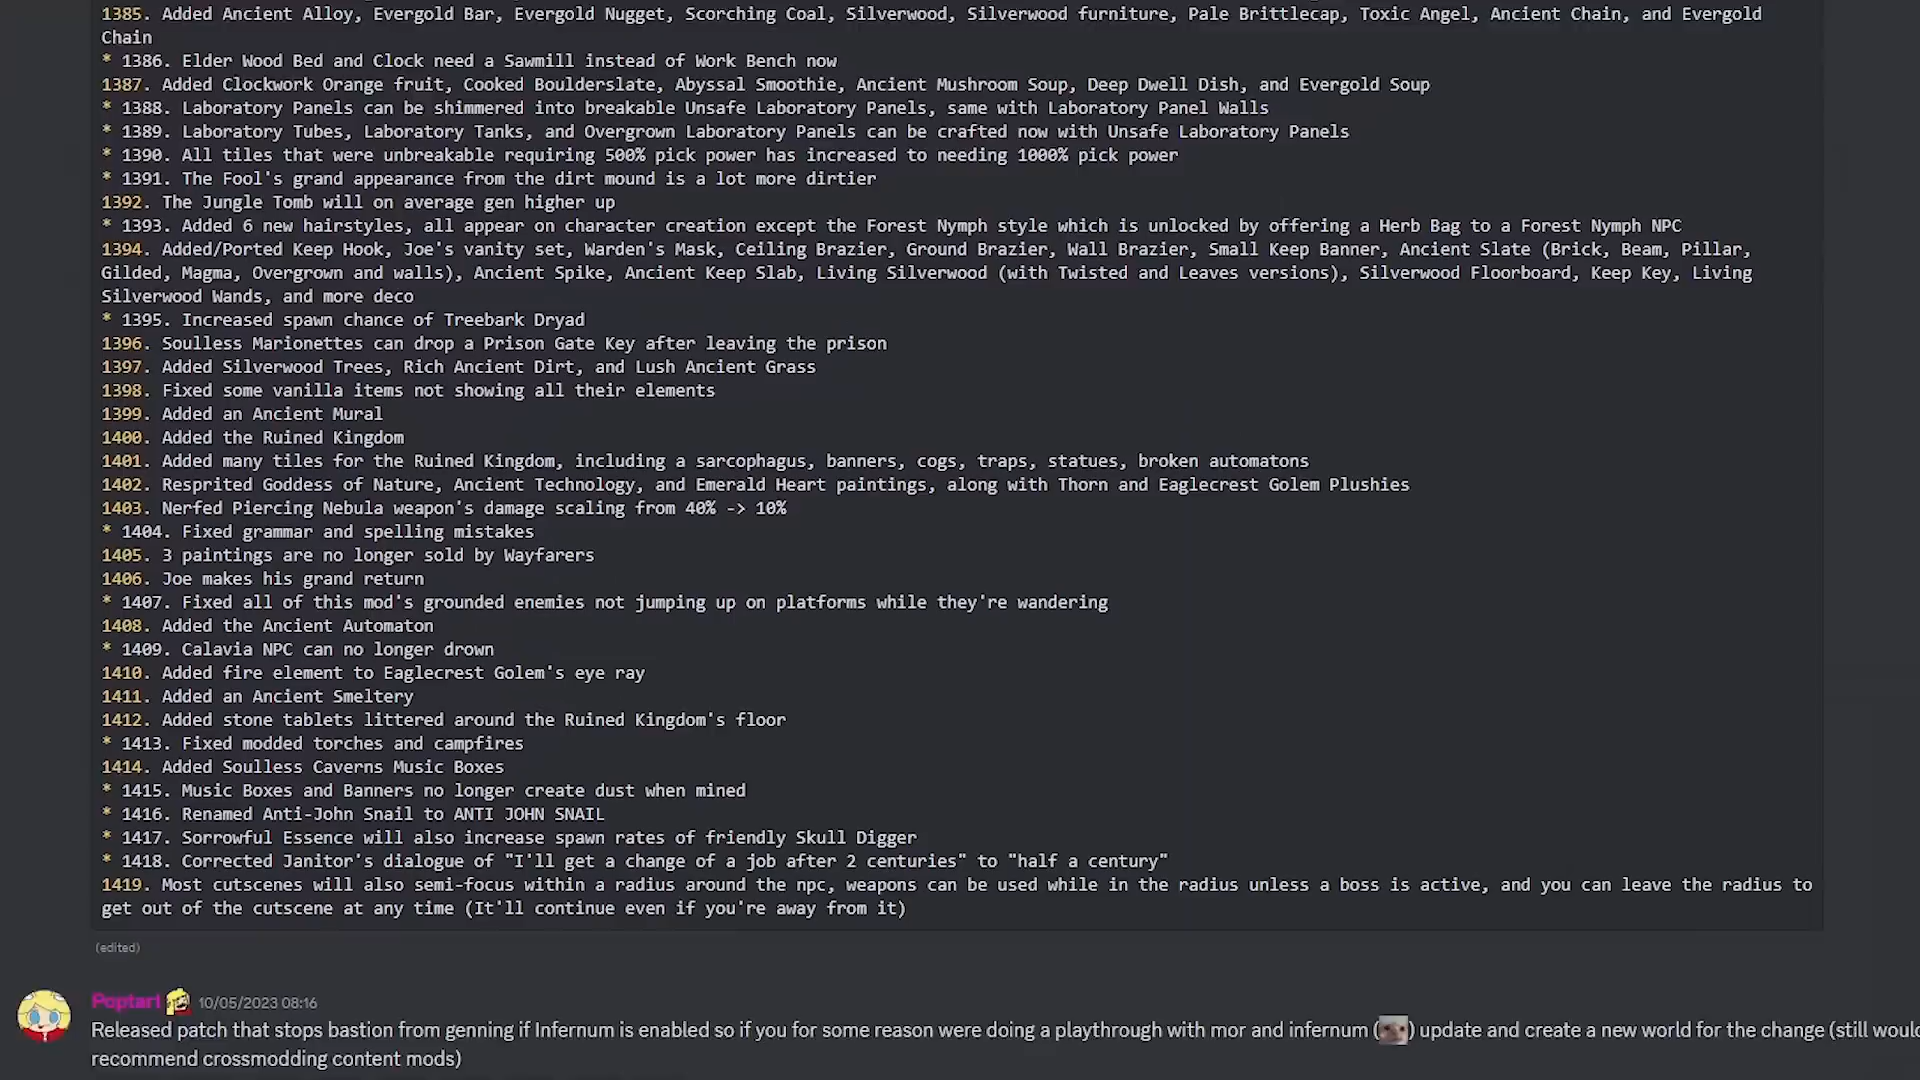 1385. Added Ancient Alloy, Evergold Bar, Evergold Nugget, Scorching Coal, Silverwood, Silverwood furniture, Pale Brittlecap, Toxic Angel, Ancient Chain, and Evergold
Chain
* 1386. Elder Wood Bed and Clock need a Sawmill instead of Work Bench now
1387. Added Clockwork Orange fruit, Cooked Boulderslate, Abyssal Smoothie, Ancient Mushroom Soup, Deep Dwell Dish, and Evergold Soup
* 1388. Laboratory Panels can be shimmered into breakable Unsafe Laboratory Panels, same with Laboratory Panel Walls
* 1389. Laboratory Tubes, Laboratory Tanks, and Overgrown Laboratory Panels can be crafted now with Unsafe Laboratory Panels
* 1390. All tiles that were unbreakable requiring 500% pick power has increased to needing 1000% pick power
* 1391. The Fool's grand appearance from the dirt mound is a lot more dirtier
1392. The Jungle Tomb will on average gen higher up
* 1393. Added 6 new hairstyles, all appear on character creation except the Forest Nymph style which is unlocked by offering a Herb Bag to a Forest Nymph NPC
1394. Added/Ported Keep Hook, Joe's vanity set, Warden's Mask, Ceiling Brazier, Ground Brazier, Wall Brazier, Small Keep Banner, Ancient Slate (Brick, Beam, Pillar,
Gilded, Magma, Overgrown and walls), Ancient Spike, Ancient Keep Slab, Living Silverwood (with Twisted and Leaves versions), Silverwood Floorboard, Keep Key, Living
Silverwood Wands, and more deco
* 1395. Increased spawn chance of Treebark Dryad
1396. Soulless Marionettes can drop a Prison Gate Key after leaving the prison
1397. Added Silverwood Trees, Rich Ancient Dirt, and Lush Ancient Grass
1398. Fixed some vanilla items not showing all their elements
1399. Added an Ancient Mural
1400. Added the Ruined Kingdom
1401. Added many tiles for the Ruined Kingdom, including a sarcophagus, banners, cogs, traps, statues, broken automatons
1402. Resprited Goddess of Nature, Ancient Technology, and Emerald Heart paintings, along with Thorn and Eaglecrest Golem Plushies
1403. Nerfed Piercing Nebula weapon's damage scaling from 40% -> 10%
* 1404. Fixed grammar and spelling mistakes
1405. 3 paintings are no longer sold by Wayfarers
1406. Joe makes his grand return
* 1407. Fixed all of this mod's grounded enemies not jumping up on platforms while they're wandering
1408. Added the Ancient Automaton
* 1409. Calavia NPC can no longer drown
1410. Added fire element to Eaglecrest Golem's eye ray
1411. Added an Ancient Smeltery
1412. Added stone tablets littered around the Ruined Kingdom's floor
* 1413. Fixed modded torches and campfires
1414. Added Soulless Caverns Music Boxes
* 1415. Music Boxes and Banners no longer create dust when mined
* 1416. Renamed Anti-John Snail to ANTI JOHN SNAIL
* 1417. Sorrowful Essence will also increase spawn rates of friendly Skull Digger
* 1418. Corrected Janitor's dialogue of "I'll get a change of a job after 2 centuries" to "half a century"
1419. Most cutscenes will also semi-focus within a radius around the npc, weapons can be used while in the radius unless a boss is active, and you can leave the radius to
get out of the cutscene at any time (It'll continue even if you're away from it)
(edited)
Poptart 10/05/2023 08:16
Released patch that stops bastion from genning if Infernum is enabled so if you for some reason were doing a playthrough with mor and infernum ( ) update and create a new world for the change (still would
recommend crossmodding content mods)